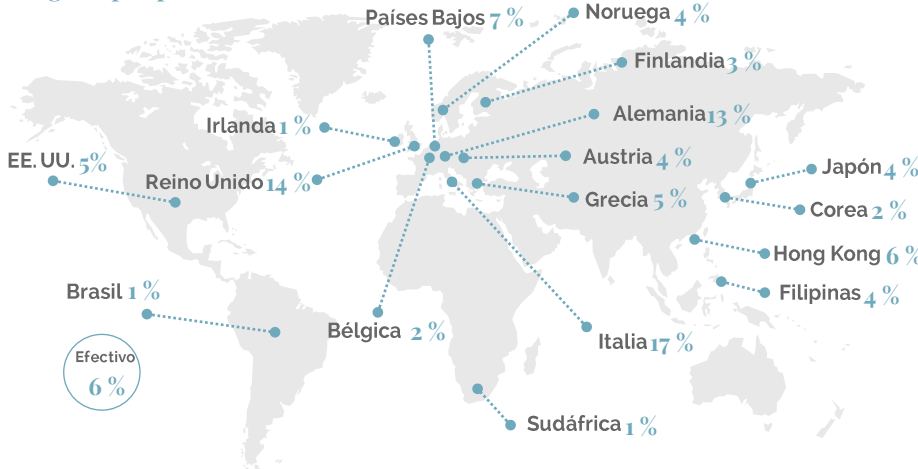 Países Bajos 7 %
Noruega 4 %
Finlandia 3 %
Alemania 13 %
Irlanda 1 %
EE. UU. 5%
Austria 4 %
Japón 4 %
Reino Unido 14 %
Grecia 5 %
Corea 2 %
Hong Kong 6 %
Brasil 1 %
Filipinas 4 %
Bélgica 2 %
Italia 17 %
Efectivo
6 %
Sudáfrica 1 %